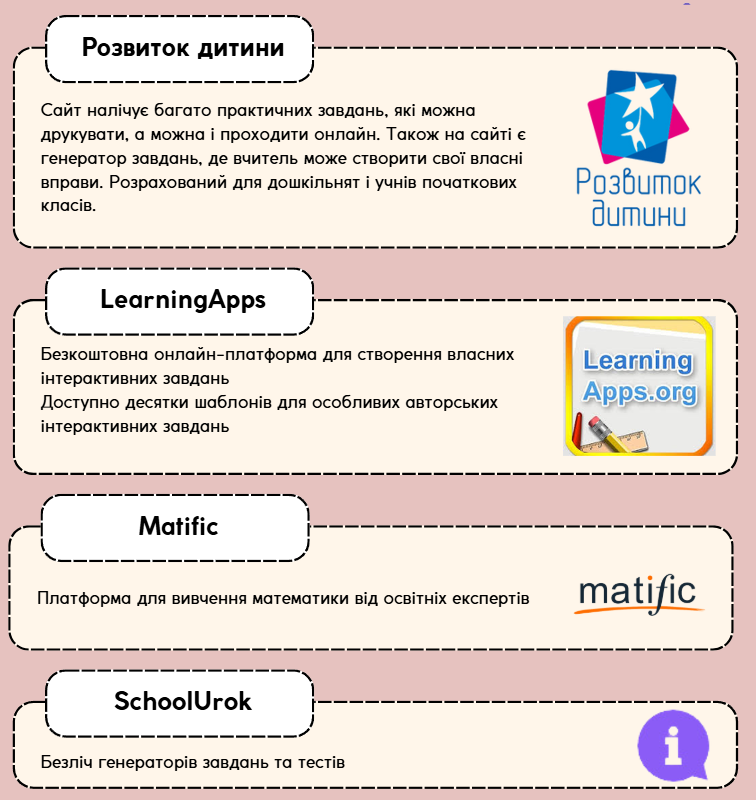 Розвиток дитини
Сайт налічує багато практичних завдань, які можна
друкувати, а можна і проходити онлайн. Також на сайті є
генератор завдань, де вчитель може створити свої власні
вправи. Розрахований для дошкільнят і учнів початкових
класів.
Розвиток
дитини
LearningApps
Безкоштовна онлайн-платформа для створення власних
інтерактивних завдань
Доступно десятки шаблонів для особливих авторських
інтерактивних завдань
Learning
Apps.org
Matific
Платформа для вивчення математики від освітніх експертів
matific
SchoolUrok
Безліч генераторів завдань та тестів
i